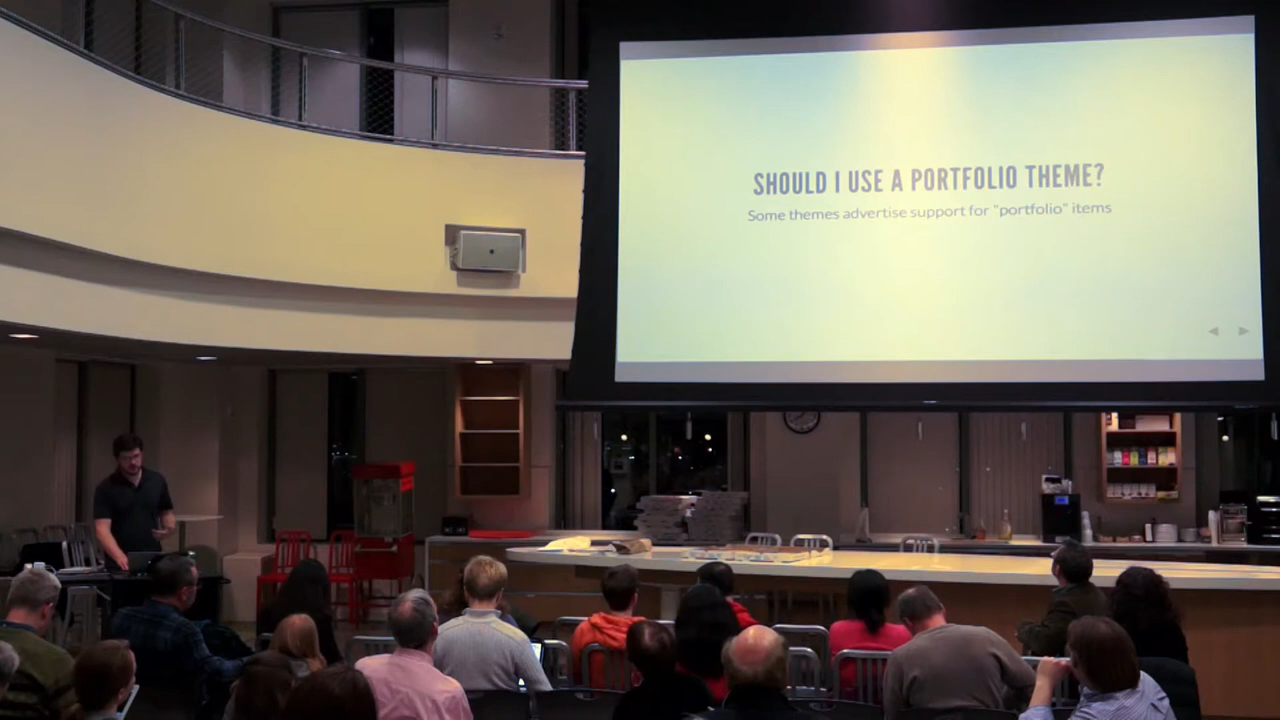 SHOULD I USE A PORTFOLIO THEME?
Some themes advertise support for "portfolio" items